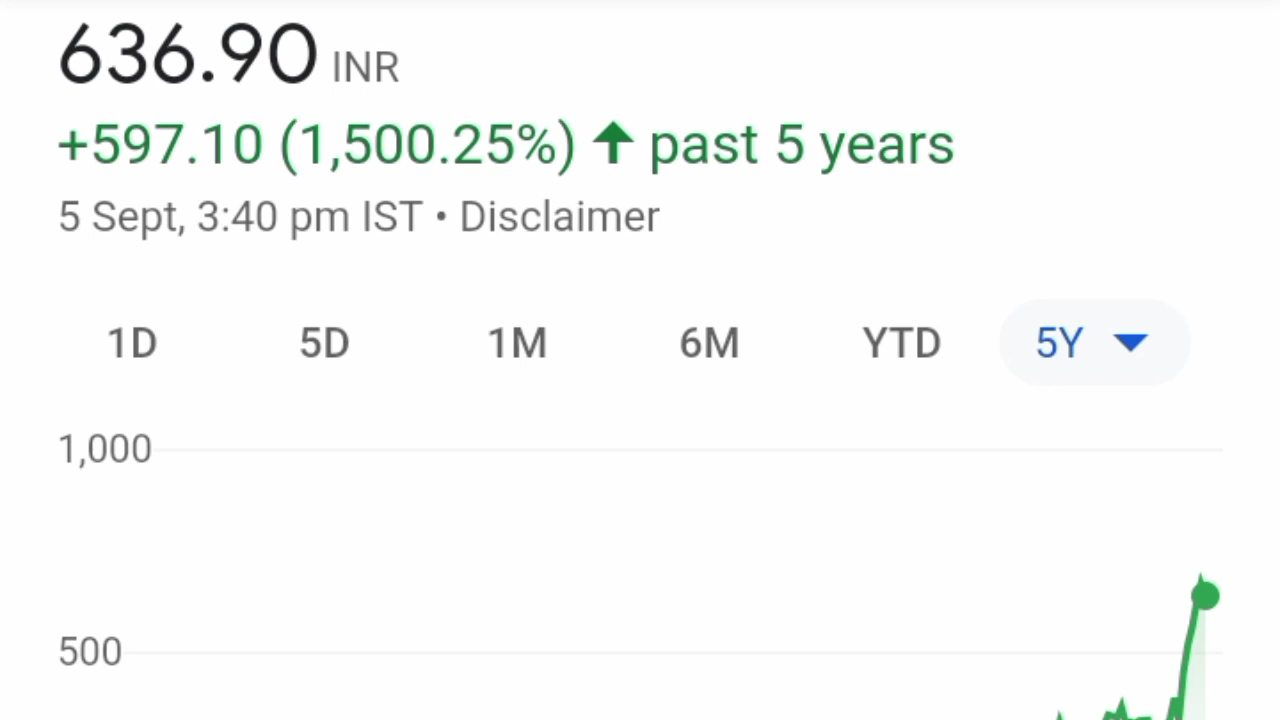 636.90 INR
+597.10 (1,500.25%) ↑ past 5 years
5 Sept, 3:40 pm IST • Disclaimer
1D 5D 1M 6M YTD 5Y
1,000
500